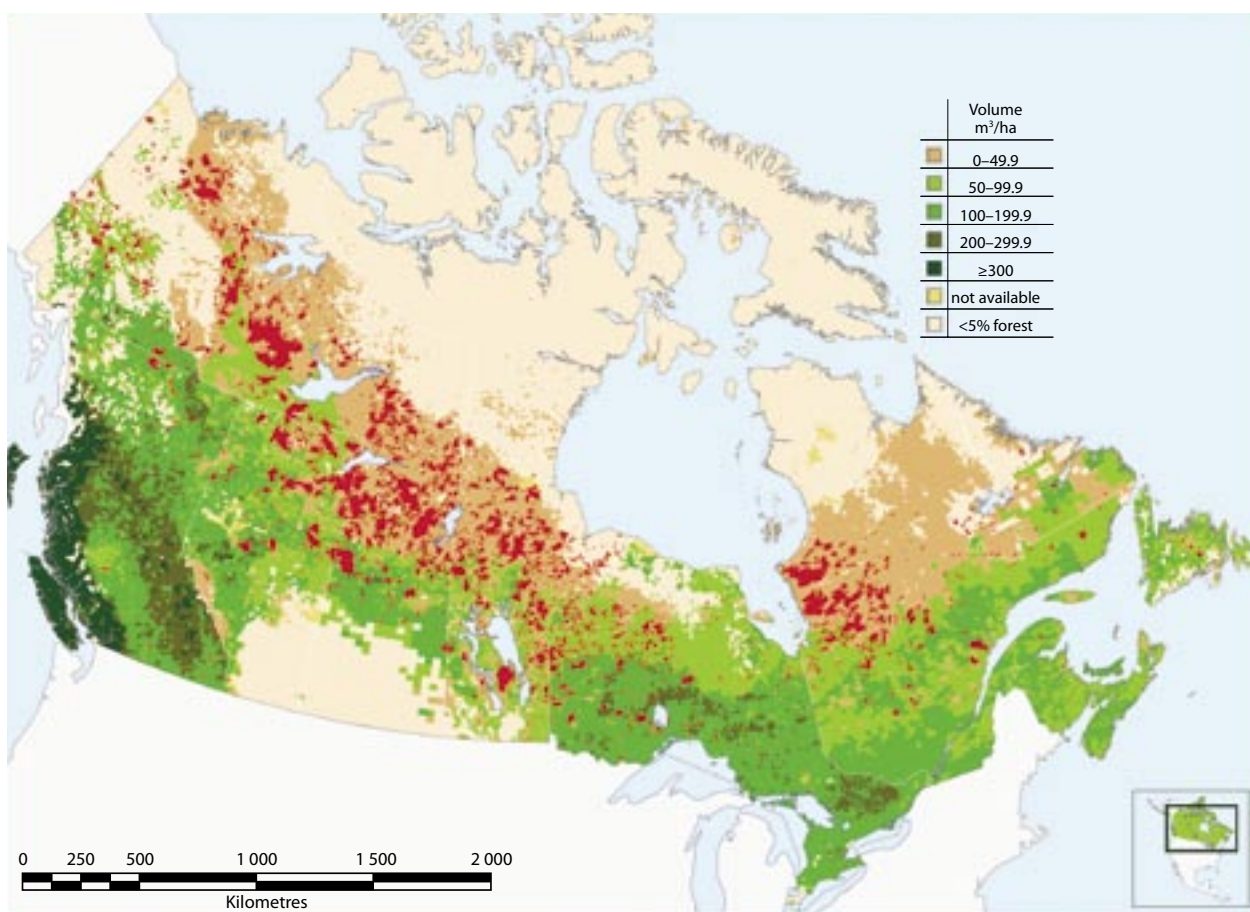 Volume
m³/ha
0–49.9
50–99.9
100–199.9
200–299.9
≥300
not available
<5% forest
0 250 500 1 000 1 500 2 000
Kilometres